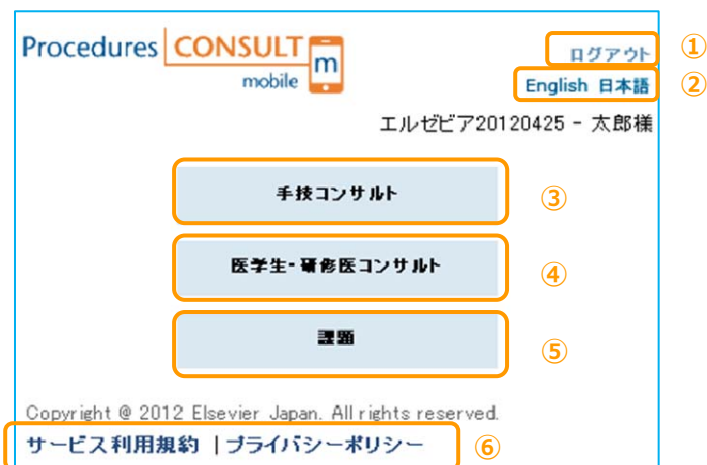 Procedures CONSULT m
mobile
ログアウト ①
English 日本語 ②
エルゼビア20120425 - 太郎様
手技コンサルト ③
医学生・研修医コンサルト ④
課題 ⑤
Copyright @ 2012 Elsevier Japan. All rights reserved.
サービス利用規約 | プライバシーポリシー ⑥